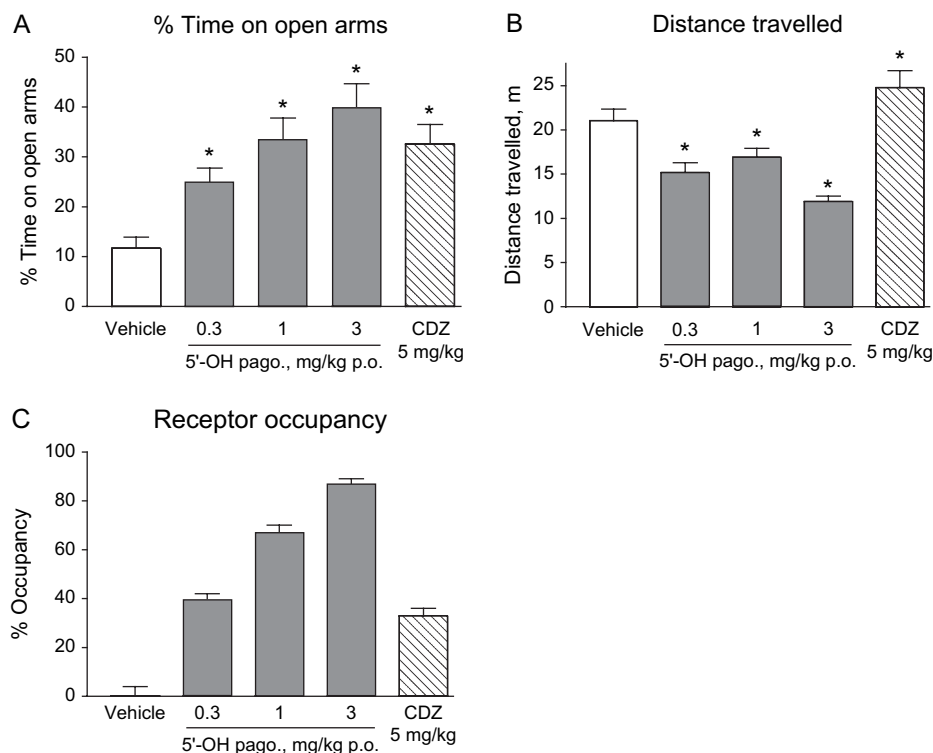 A % Time on open arms
% Time on open arms
50
40
30
20
10
0
* * * *
Vehicle 0.3 1 3 CDZ
5 mg/kg
5'-OH pago., mg/kg p.o.
B Distance travelled
Distance travelled, m
25
20
15
10
5
0
* * * *
Vehicle 0.3 1 3 CDZ
5 mg/kg
5'-OH pago., mg/kg p.o.
C Receptor occupancy
% Occupancy
100
80
60
40
20
0
Vehicle 0.3 1 3 CDZ
5 mg/kg
5'-OH pago., mg/kg p.o.